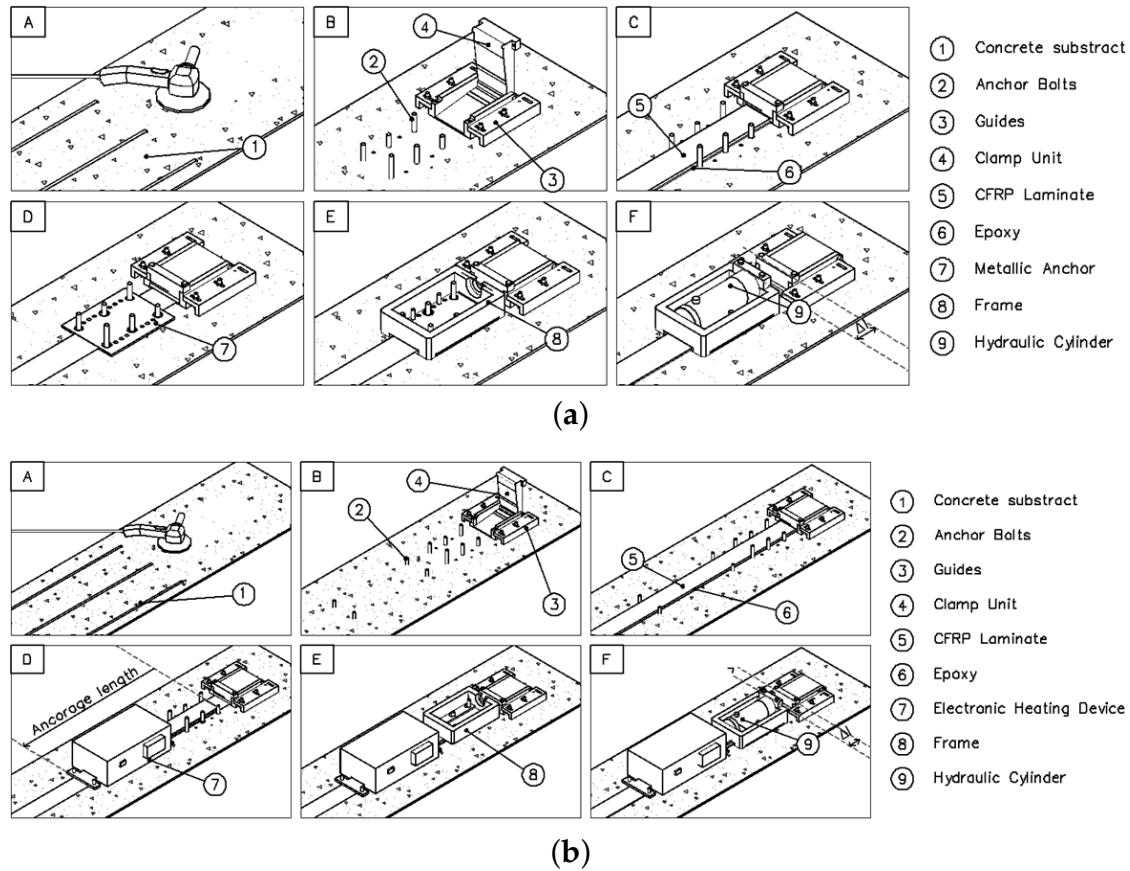 A
B
C
4
2
5
1
3
6
1 Concrete substract
2 Anchor Bolts
3 Guides
4 Clamp Unit
5 CFRP Laminate
6 Epoxy
7 Metallic Anchor
8 Frame
9 Hydraulic Cylinder
D
E
F
7
8
9
(a)
A
B
C
4
2
5
1
3
6
D
E
F
Ancorage length
7
8
9
1 Concrete substract
2 Anchor Bolts
3 Guides
4 Clamp Unit
5 CFRP Laminate
6 Epoxy
7 Electronic Heating Device
8 Frame
9 Hydraulic Cylinder
(b)